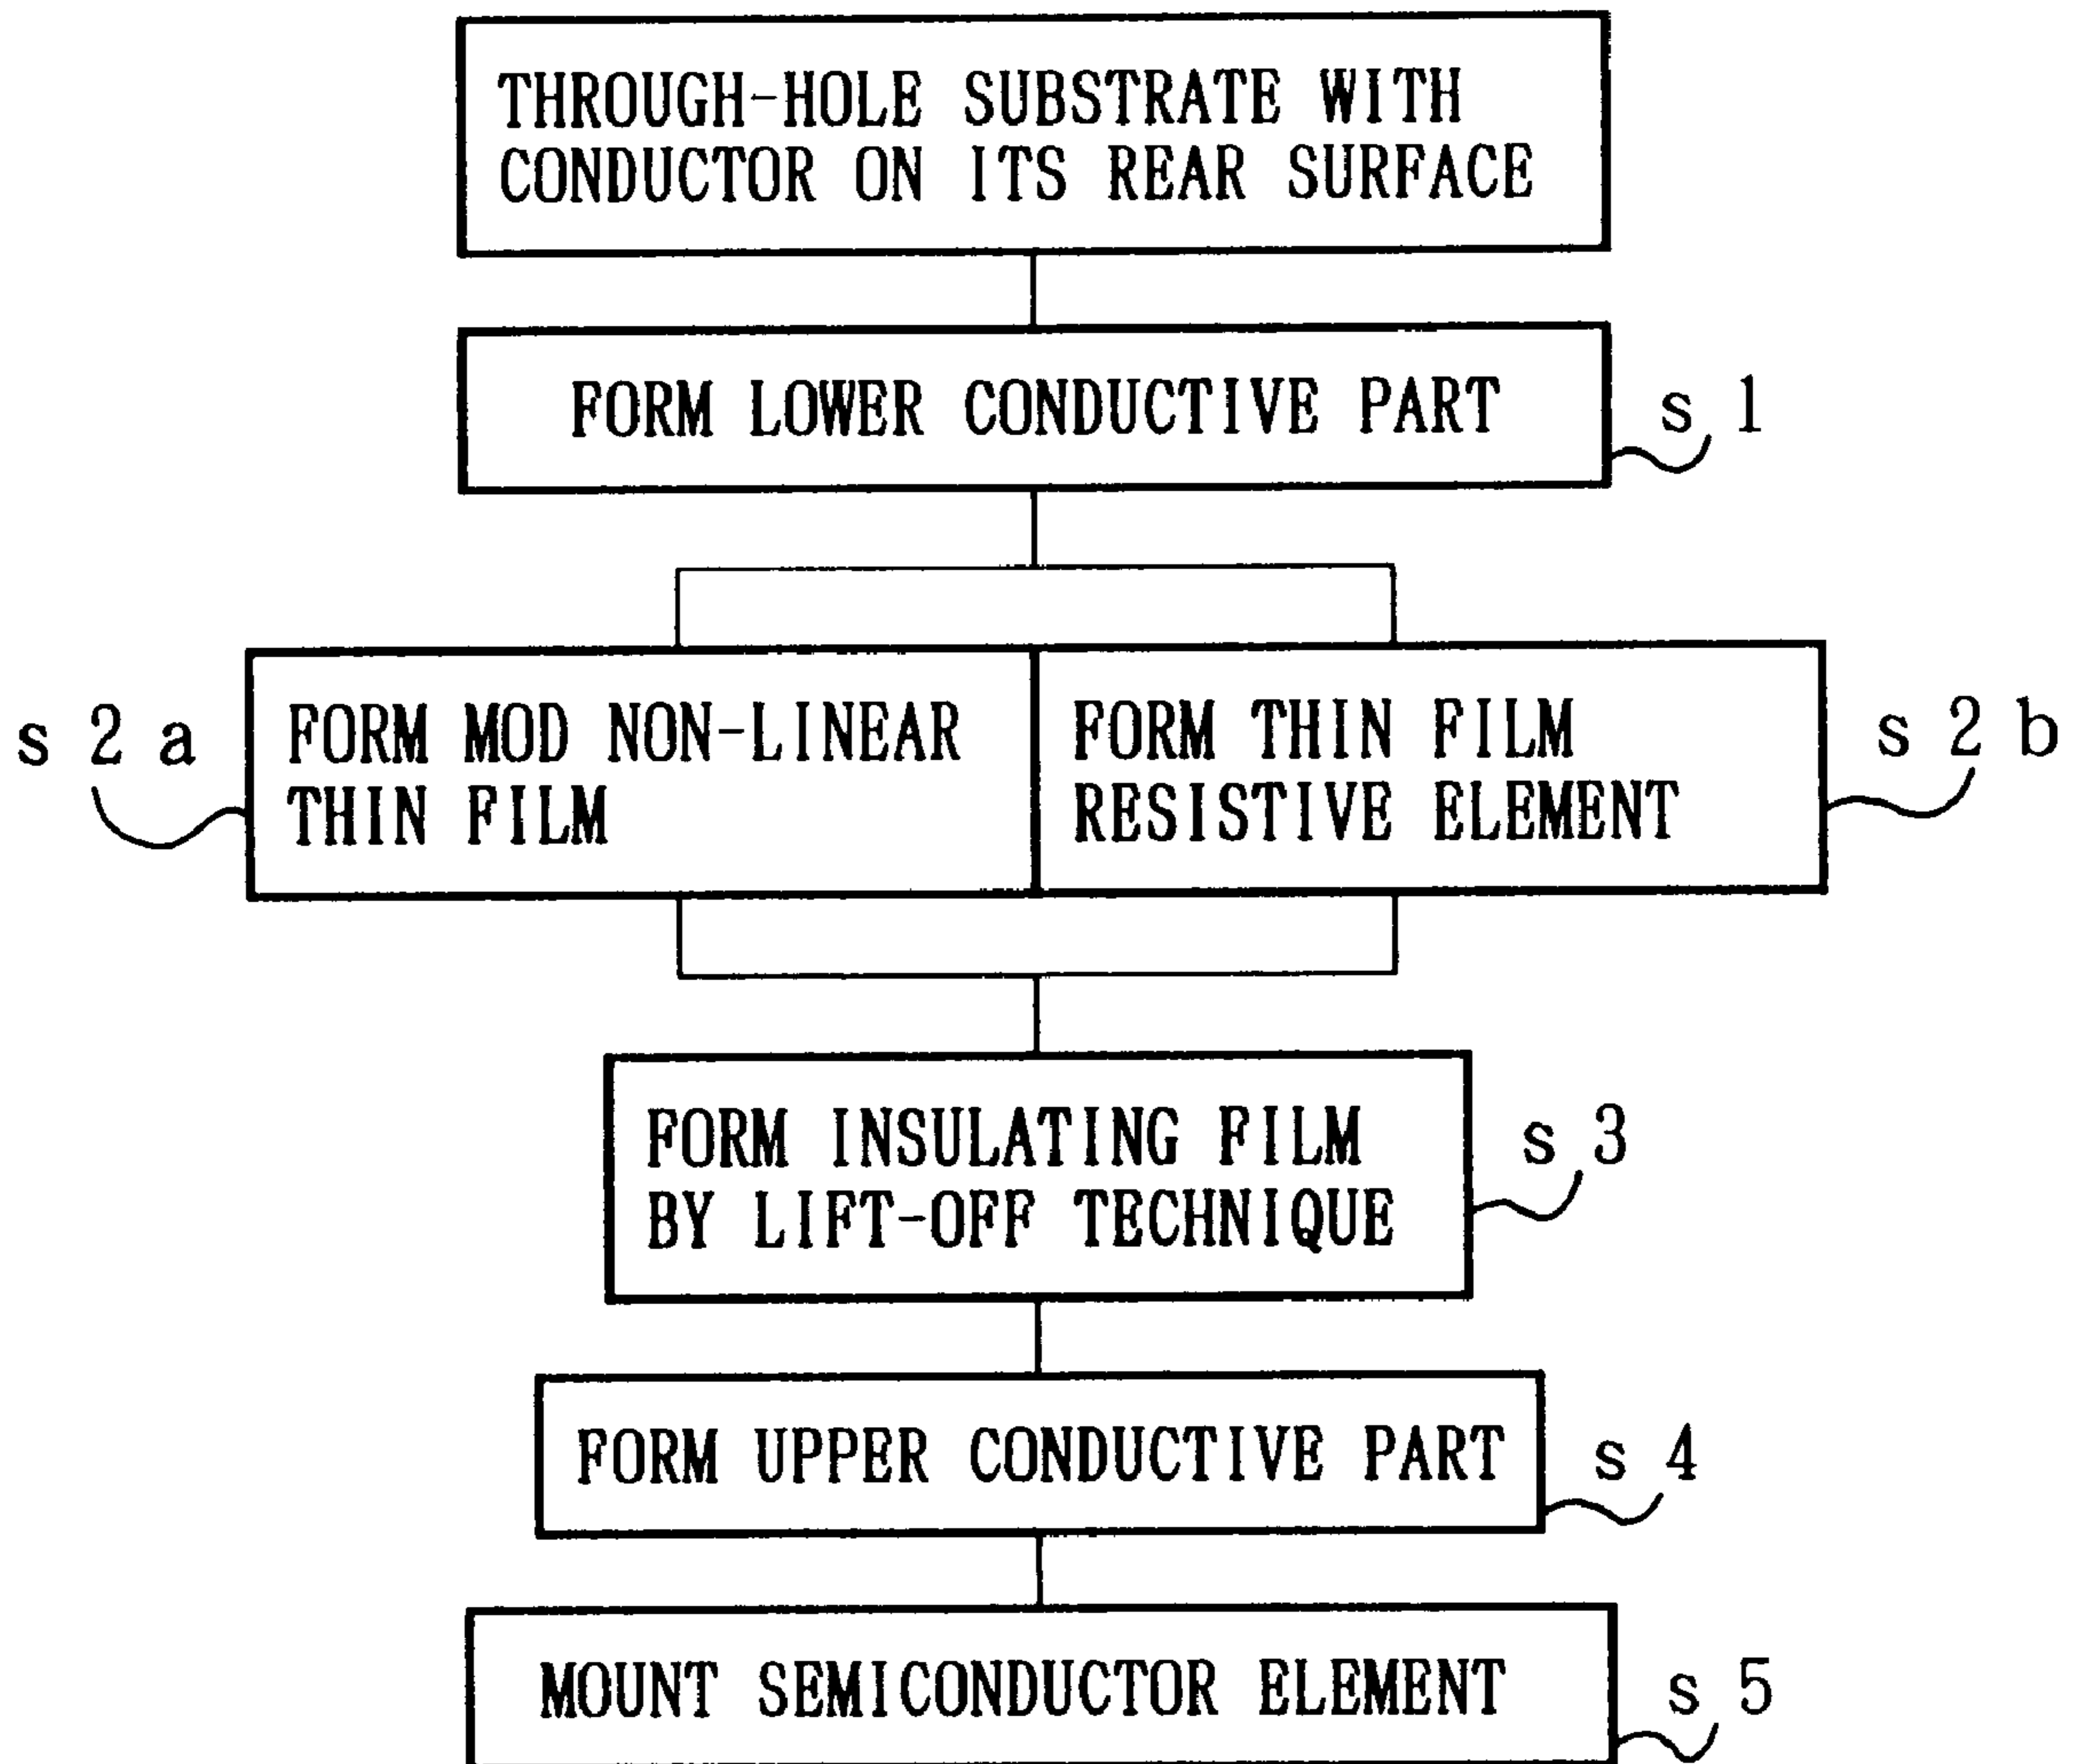 THROUGH-HOLE SUBSTRATE WITH
CONDUCTOR ON ITS REAR SURFACE
FORM LOWER CONDUCTIVE PART
s 1
s 2 a
FORM MOD NON-LINEAR
THIN FILM
FORM THIN FILM
RESISTIVE ELEMENT
s 2 b
FORM INSULATING FILM
BY LIFT-OFF TECHNIQUE
s 3
FORM UPPER CONDUCTIVE PART
s 4
MOUNT SEMICONDUCTOR ELEMENT
s 5